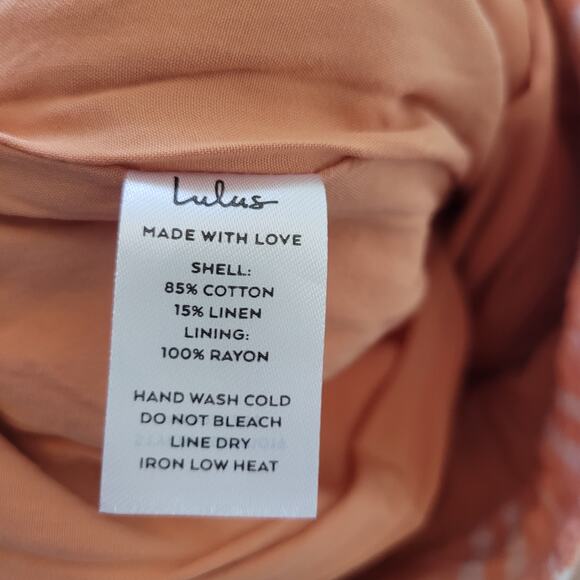 Lulus
MADE WITH LOVE
SHELL:
85% COTTON
15% LINEN
LINING:
100% RAYON
HAND WASH COLD
DO NOT BLEACH
LINE DRY
IRON LOW HEAT